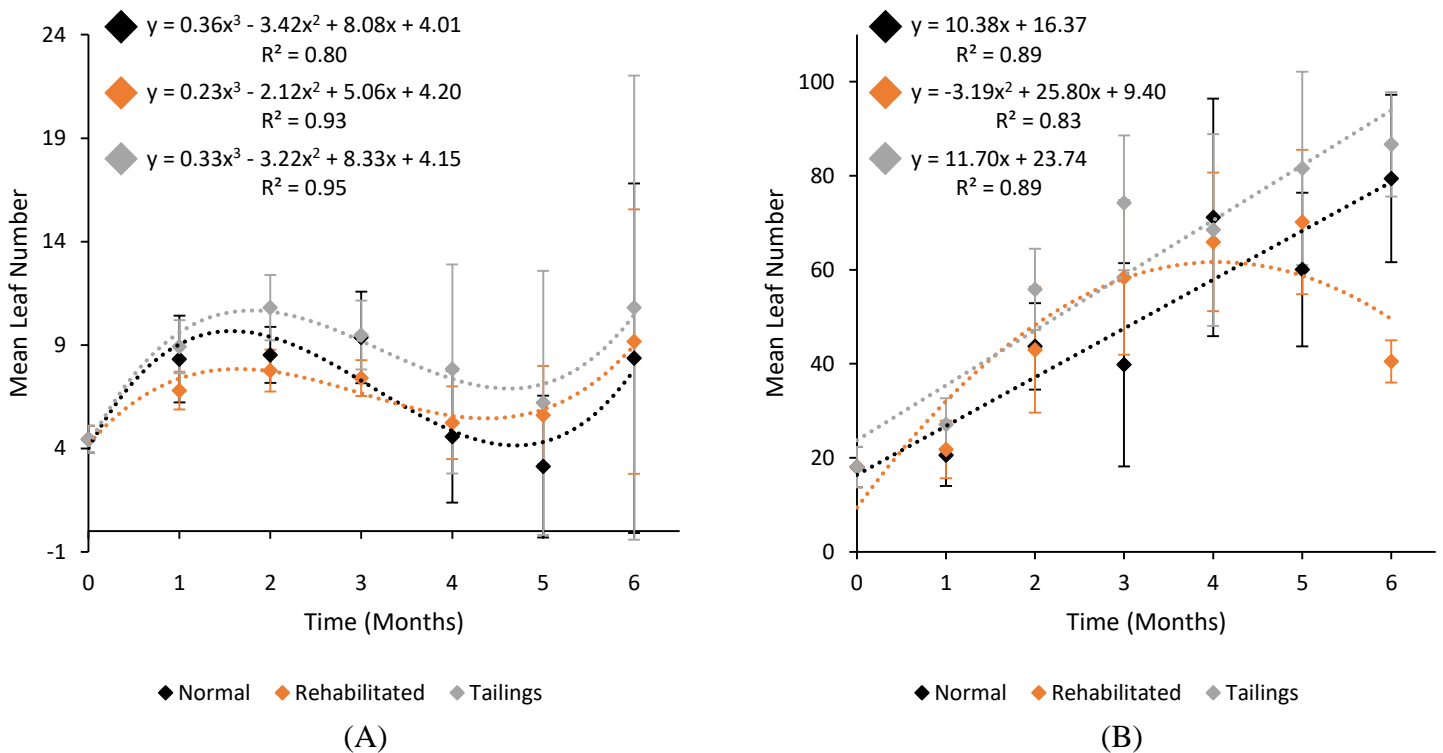 y = 0.36x³ - 3.42x² + 8.08x + 4.01
R² = 0.80
y = 0.23x³ - 2.12x² + 5.06x + 4.20
R² = 0.93
y = 0.33x³ - 3.22x² + 8.33x + 4.15
R² = 0.95
24
19
14
9
4
-1
Mean Leaf Number
0 1 2 3 4 5 6
Time (Months)
Normal Rehabilitated Tailings
(A)
y = 10.38x + 16.37
R² = 0.89
y = -3.19x² + 25.80x + 9.40
R² = 0.83
y = 11.70x + 23.74
R² = 0.89
100
80
60
40
20
0
Mean Leaf Number
0 1 2 3 4 5 6
Time (Months)
Normal Rehabilitated Tailings
(B)